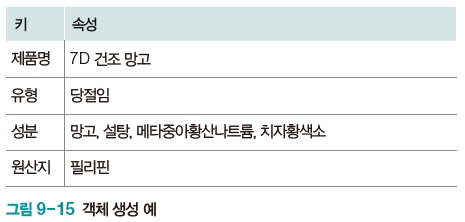 키 속성
제품명 7D 건조 망고
유형 당절임
성분 망고, 설탕, 메타중아황산나트륨, 치자황색소
원산지 필리핀
그림 9-15 객체 생성 예